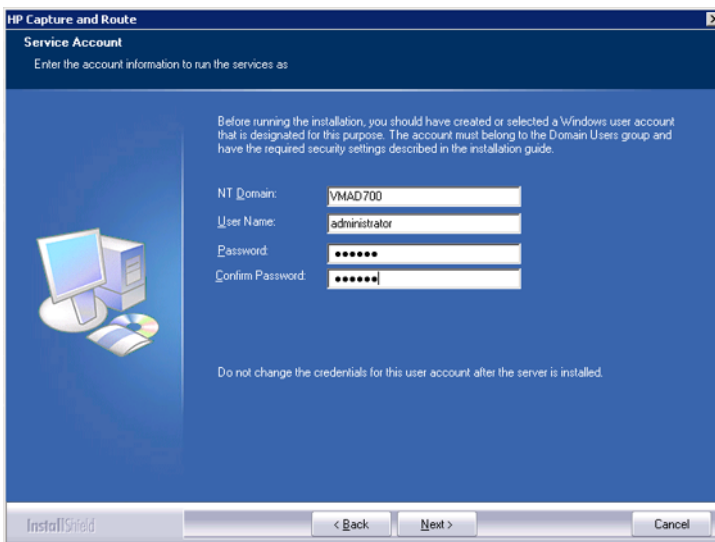 HP Capture and Route
Service Account
Enter the account information to run the services as
Before running the installation, you should have created or selected a Windows user account
that is designated for this purpose. The account must belong to the Domain Users group and
have the required security settings described in the installation guide.
NT Domain: VMAD700
User Name: administrator
Password: ●●●●●●
Confirm Password: ●●●●●●
Do not change the credentials for this user account after the server is installed.
InstallShield
< Back Next > Cancel